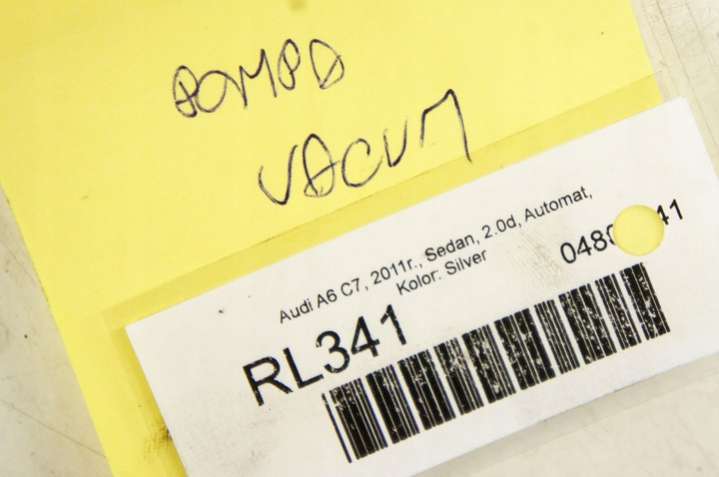 POMPA
VACUM
Audi A6 C7, 2011r., Sedan, 2.0d, Automat,
Kolor: Silver
RL341